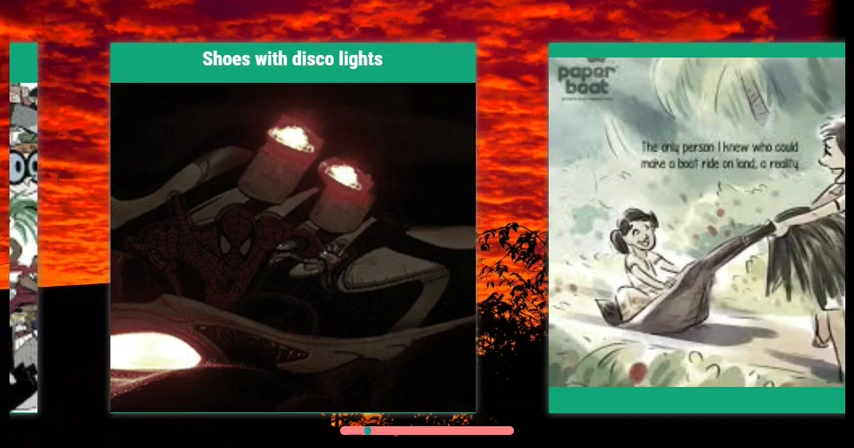 Shoes with disco lights
paper
boat
The only person I knew who could
make a boat ride on land, a reality.